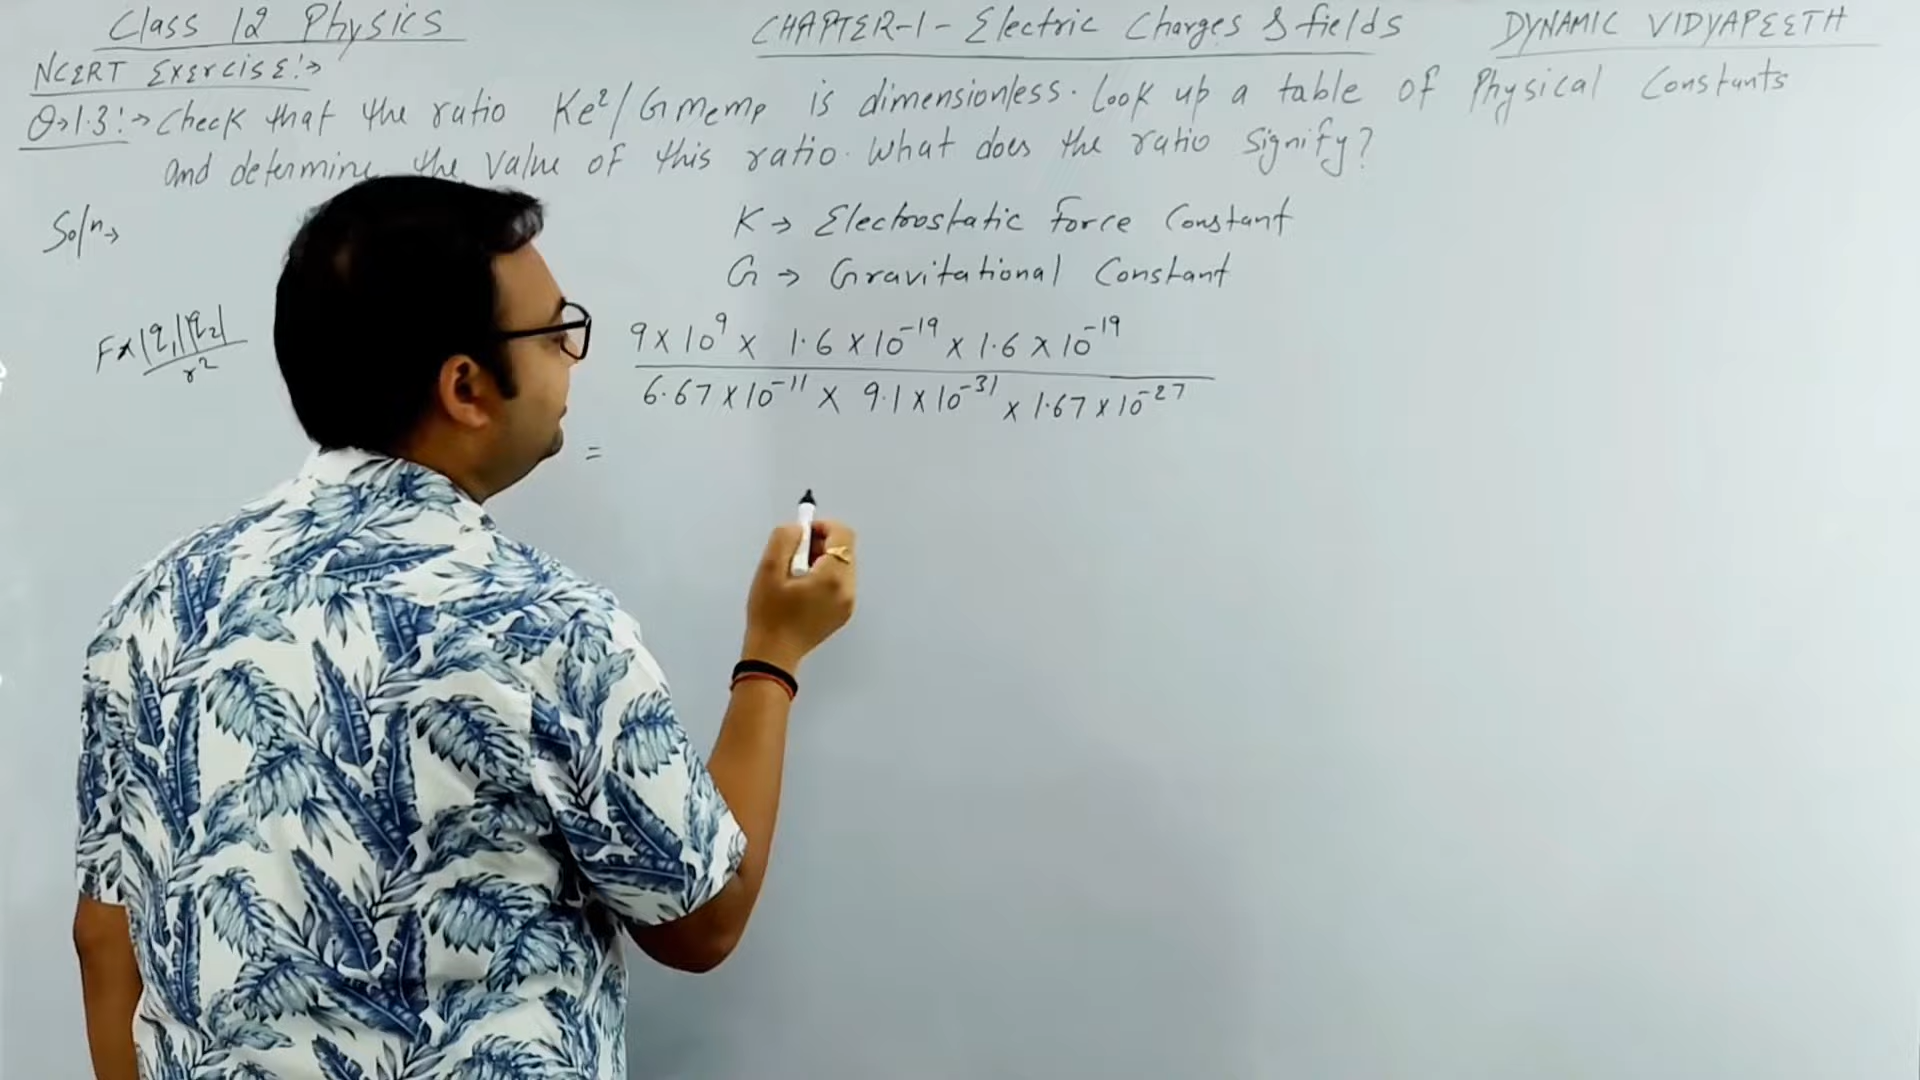 Class 12 Physics
CHAPTER-1 - Electric Charges & fields
DYNAMIC VIDYAPEETH
NCERT Exercise:→
Q→1.3:→ Check that the ratio Ke²/Gmemp is dimensionless. Look up a table of Physical Constants
and determine the value of this ratio. What does the ratio signify?
Solⁿ→
K → Electrostatic force Constant
G → Gravitational Constant
F ∝ |q₁||q₂|
r²
9 × 10⁹ × 1.6 × 10⁻¹⁹ × 1.6 × 10⁻¹⁹
6.67 × 10⁻¹¹ × 9.1 × 10⁻³¹ × 1.67 × 10⁻²⁷
=